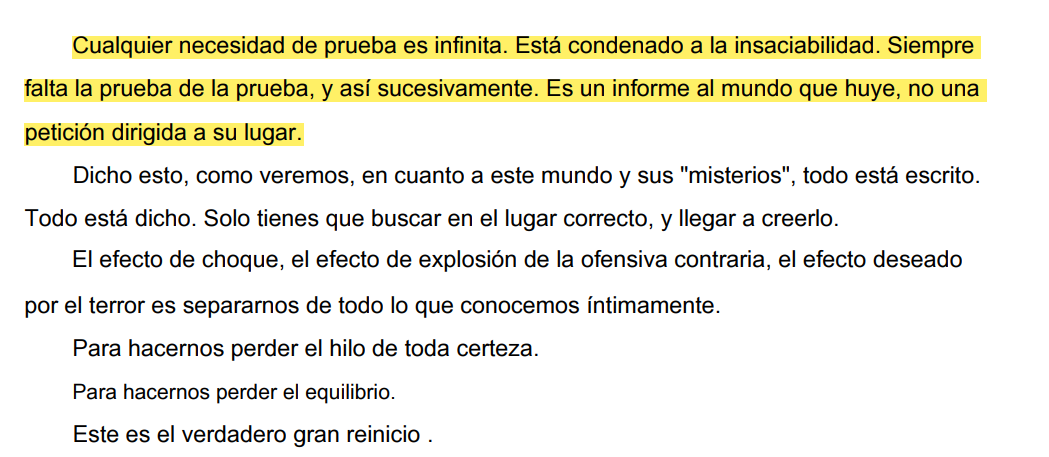 Cualquier necesidad de prueba es infinita. Está condenado a la insaciabilidad. Siempre
falta la prueba de la prueba, y así sucesivamente. Es un informe al mundo que huye, no una
petición dirigida a su lugar.
Dicho esto, como veremos, en cuanto a este mundo y sus "misterios", todo está escrito.
Todo está dicho. Solo tienes que buscar en el lugar correcto, y llegar a creerlo.
El efecto de choque, el efecto de explosión de la ofensiva contraria, el efecto deseado
por el terror es separarnos de todo lo que conocemos íntimamente.
Para hacernos perder el hilo de toda certeza.
Para hacernos perder el equilibrio.
Este es el verdadero gran reinicio .